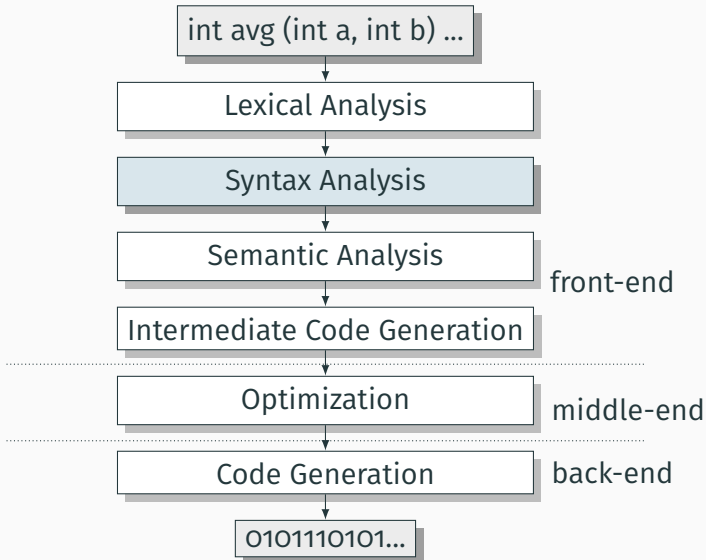 int avg (int a, int b) ...
Lexical Analysis
Syntax Analysis
Semantic Analysis
front-end
Intermediate Code Generation
Optimization
middle-end
Code Generation
back-end
0101110101...